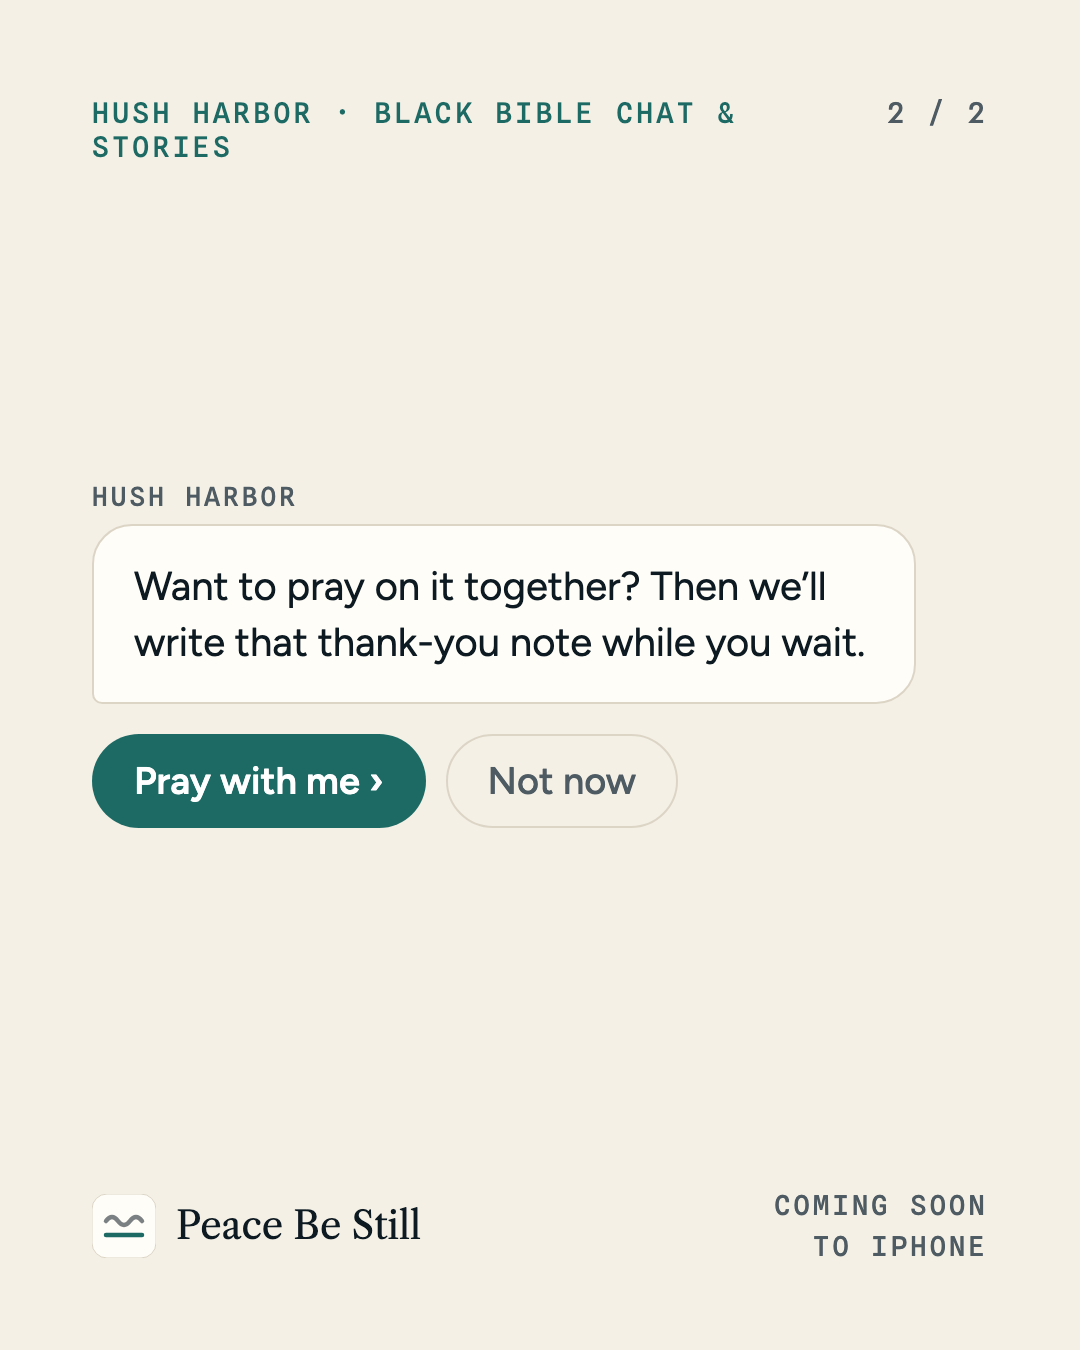 HUSH HARBOR · BLACK BIBLE CHAT &
STORIES
2 / 2
HUSH HARBOR
Want to pray on it together? Then we’ll
write that thank-you note while you wait.
Pray with me ›
Not now
Peace Be Still
COMING SOON
TO IPHONE